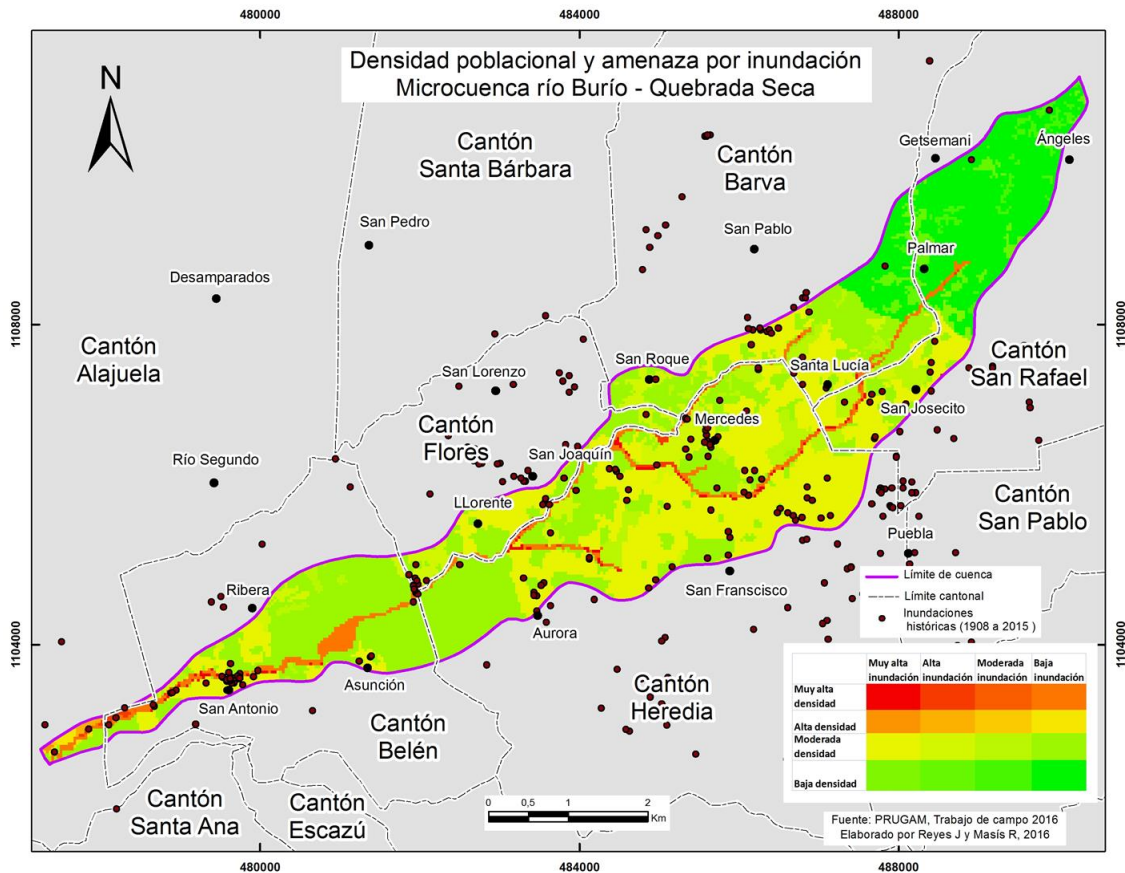 480000
484000
488000
Densidad poblacional y amenaza por inundación
Microcuenca río Burío - Quebrada Seca
N
Cantón
Santa Bárbara
Cantón
Barva
Getsemani
Ángeles
San Pedro
San Pablo
Palmar
Desamparados
1108000
1108000
Cantón
Alajuela
San Roque
Santa Lucía
Cantón
San Rafael
San Lorenzo
San Josecito
Mercedes
Cantón
Flores
San Joaquín
Río Segundo
LLorente
Cantón
San Pablo
Puebla
Ribera
San Franscisco
Aurora
Límite de cuenca
Límite cantonal
Inundaciones
históricas (1908 a 2015 )
1104000
1104000
Asunción
San Antonio
Cantón
Belén
Cantón
Heredia
Muy alta
inundación
Alta
inundación
Moderada
inundación
Baja
inundación
Muy alta
densidad
Alta densidad
Moderada
densidad
Baja densidad
Cantón
Santa Ana
Cantón
Escazú
0 0,5 1 2
Km
Fuente: PRUGAM, Trabajo de campo 2016
Elaborado por Reyes J y Masís R, 2016
480000
484000
488000